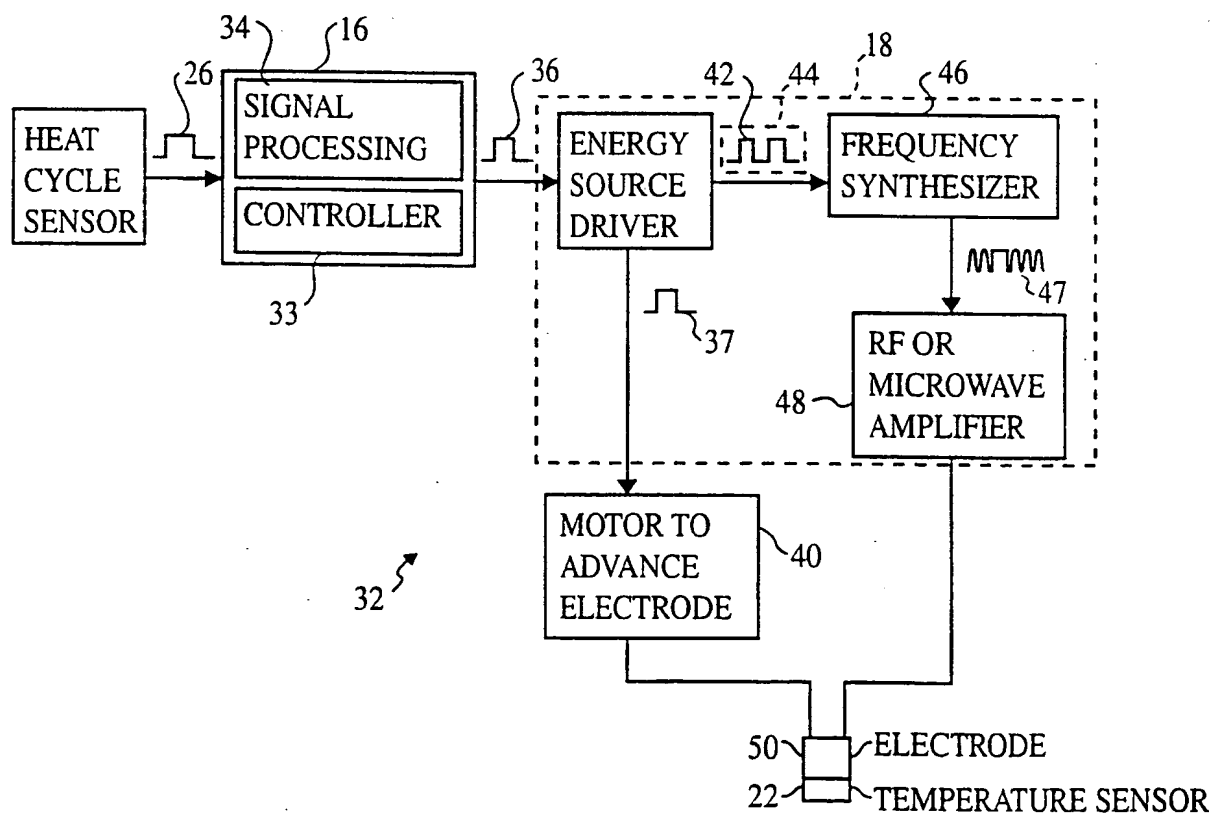 34
16
18
26
36
42
44
46
HEAT
CYCLE
SENSOR
SIGNAL
PROCESSING
CONTROLLER
33
ENERGY
SOURCE
DRIVER
FREQUENCY
SYNTHESIZER
37
47
RF OR
MICROWAVE
AMPLIFIER
48
MOTOR TO
ADVANCE
ELECTRODE
40
32
50
ELECTRODE
22
TEMPERATURE SENSOR